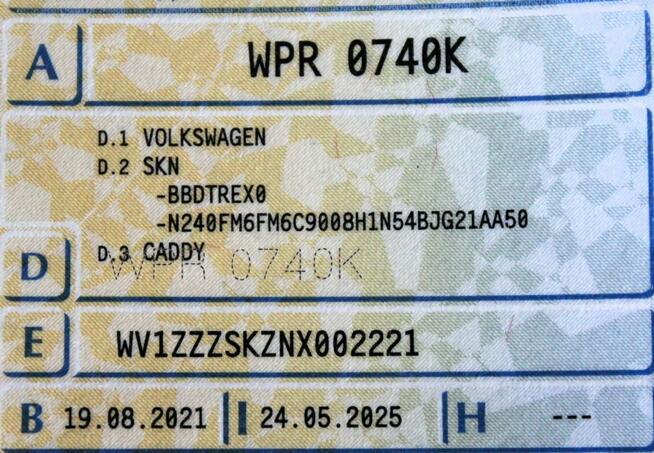 A WPR 0740K
D.1 VOLKSWAGEN
D.2 SKN
-BBDTREX0
-N240FM6FM6C9008H1N54BJG21AA50
D D.3 CADDY
WPR 0740K
E WV1ZZZSKZNX002221
B 19.08.2021 I 24.05.2025 H ---